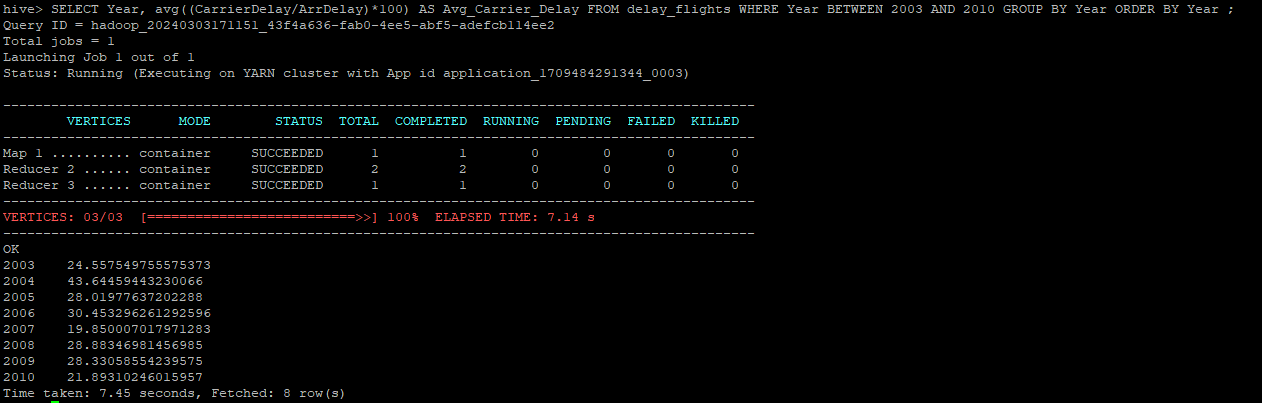 hive> SELECT Year, avg((CarrierDelay/ArrDelay)*100) AS Avg_Carrier_Delay FROM delay_flights WHERE Year BETWEEN 2003 AND 2010 GROUP BY Year ORDER BY Year ;
Query ID = hadoop_20240303171151_43f4a636-fab0-4ee5-abf5-adefcb114ee2
Total jobs = 1
Launching Job 1 out of 1
Status: Running (Executing on YARN cluster with App id application_1709484291344_0003)
----------------------------------------------------------------------------------------------
        VERTICES      MODE        STATUS  TOTAL  COMPLETED  RUNNING  PENDING  FAILED  KILLED
----------------------------------------------------------------------------------------------
Map 1 .......... container     SUCCEEDED      1          1        0        0       0       0
Reducer 2 ...... container     SUCCEEDED      2          2        0        0       0       0
Reducer 3 ...... container     SUCCEEDED      1          1        0        0       0       0
----------------------------------------------------------------------------------------------
VERTICES: 03/03  [==========================>>] 100%  ELAPSED TIME: 7.14 s
----------------------------------------------------------------------------------------------
OK
2003    24.557549755575373
2004    43.64459443230066
2005    28.01977637202288
2006    30.453296261292596
2007    19.850007017971283
2008    28.88346981456985
2009    28.33058554239575
2010    21.89310246015957
Time taken: 7.45 seconds, Fetched: 8 row(s)